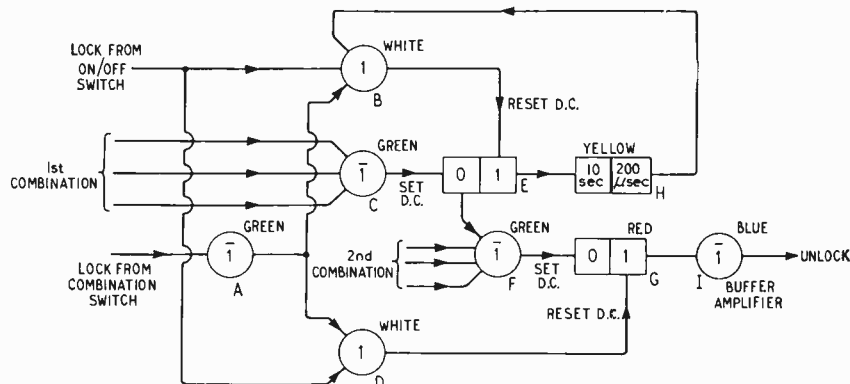 LOCK FROM
ON/OFF
SWITCH
WHITE
1
B
RESET D.C.
1st
COMBINATION
GREEN
1̅
C
SET
D.C.
0 1
E
YELLOW
10 sec
200 µsec
H
LOCK FROM
COMBINATION
SWITCH
GREEN
1̅
A
2nd
COMBINATION
GREEN
1̅
F
SET
D.C.
RED
0 1
G
BLUE
1̅
I
BUFFER
AMPLIFIER
UNLOCK
RESET D.C.
WHITE
1
D